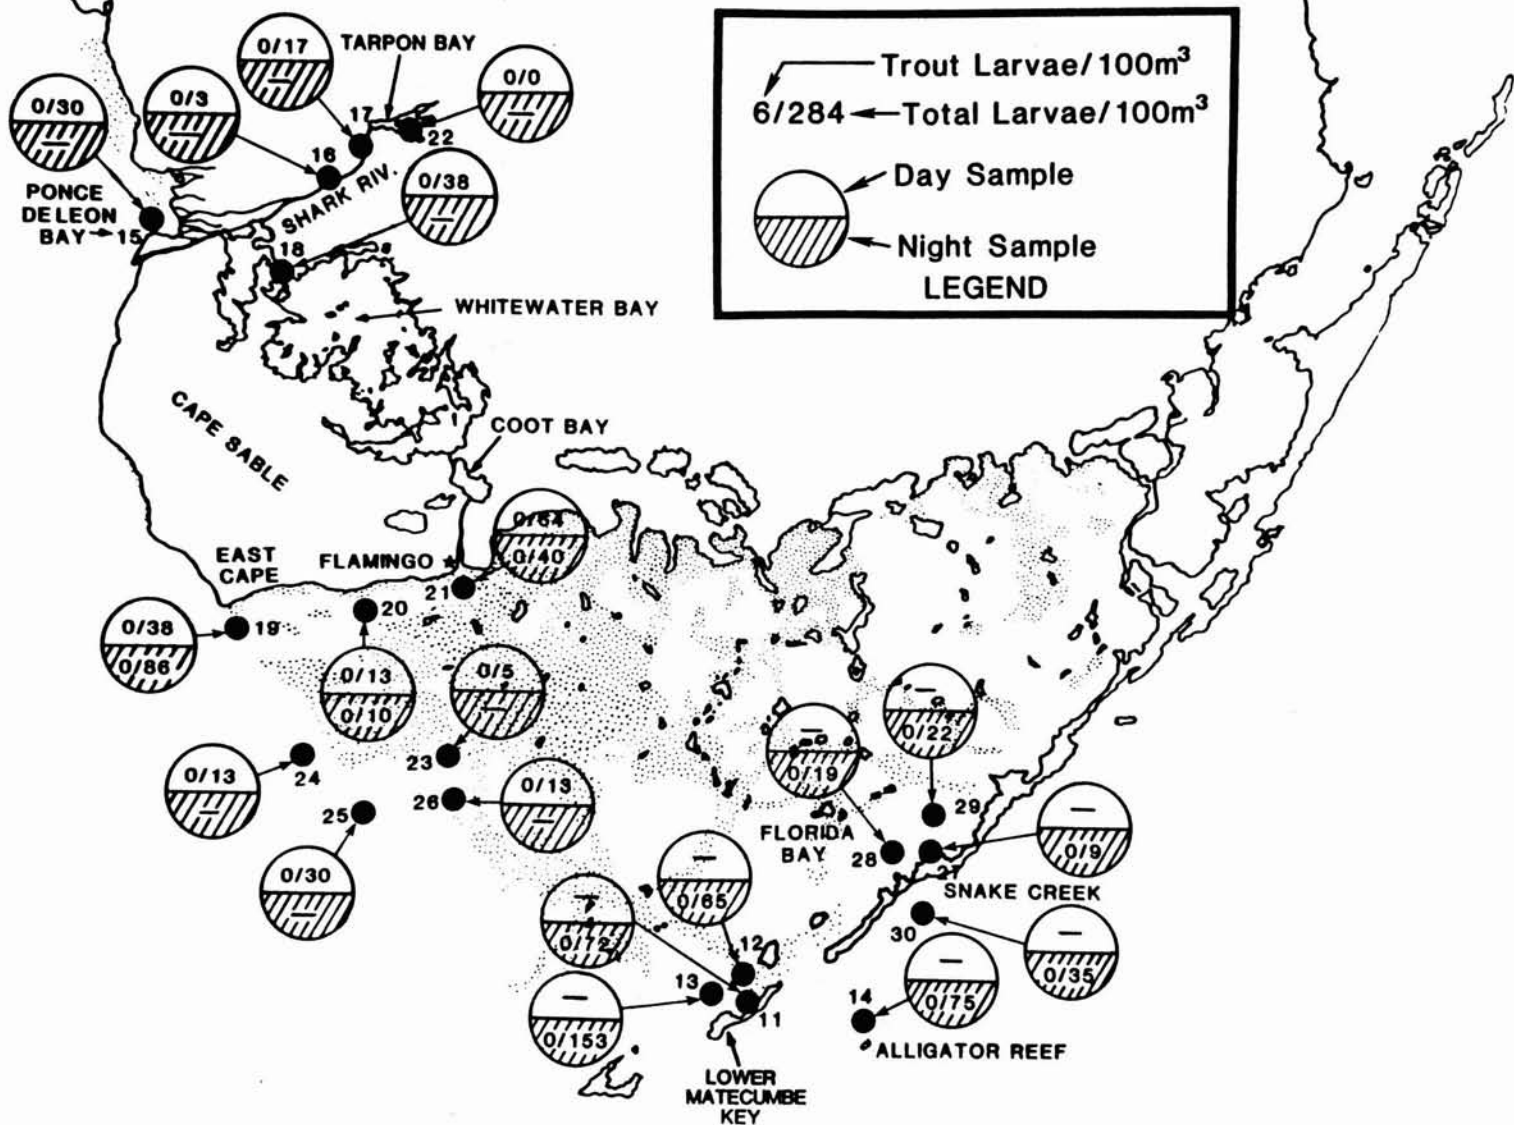 0/17
TARPON BAY
0/0
0/30
0/3
17
22
16
0/38
PONCE
DE LEON
BAY
15
SHARK RIV.
18
WHITEWATER BAY
CAPE SABLE
COOT BAY
Trout Larvae/100m³
6/284
Total Larvae/100m³
Day Sample
Night Sample
LEGEND
0/64
0/40
EAST
CAPE
FLAMINGO
21
20
19
0/38
0/86
0/13
0/10
0/5
24
23
0/13
25
26
0/13
0/30
0/22
0/19
29
FLORIDA
BAY
28
27
0/9
SNAKE CREEK
30
0/35
0/65
0/72
12
13
11
0/153
14
0/75
ALLIGATOR REEF
LOWER
MATECUMBE
KEY